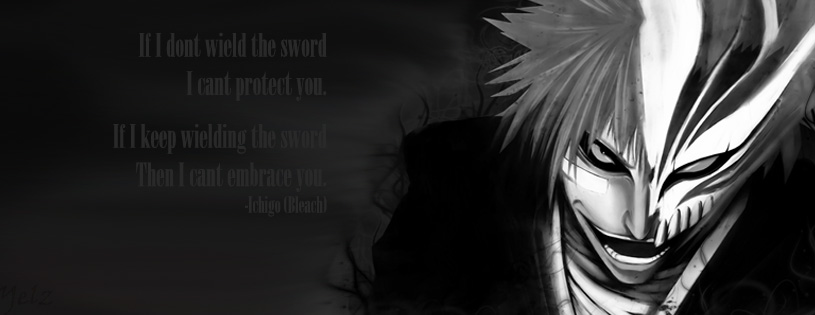 If I dont wield the sword
I cant protect you.
If I keep wielding the sword
Then I cant embrace you.
-Ichigo (Bleach)